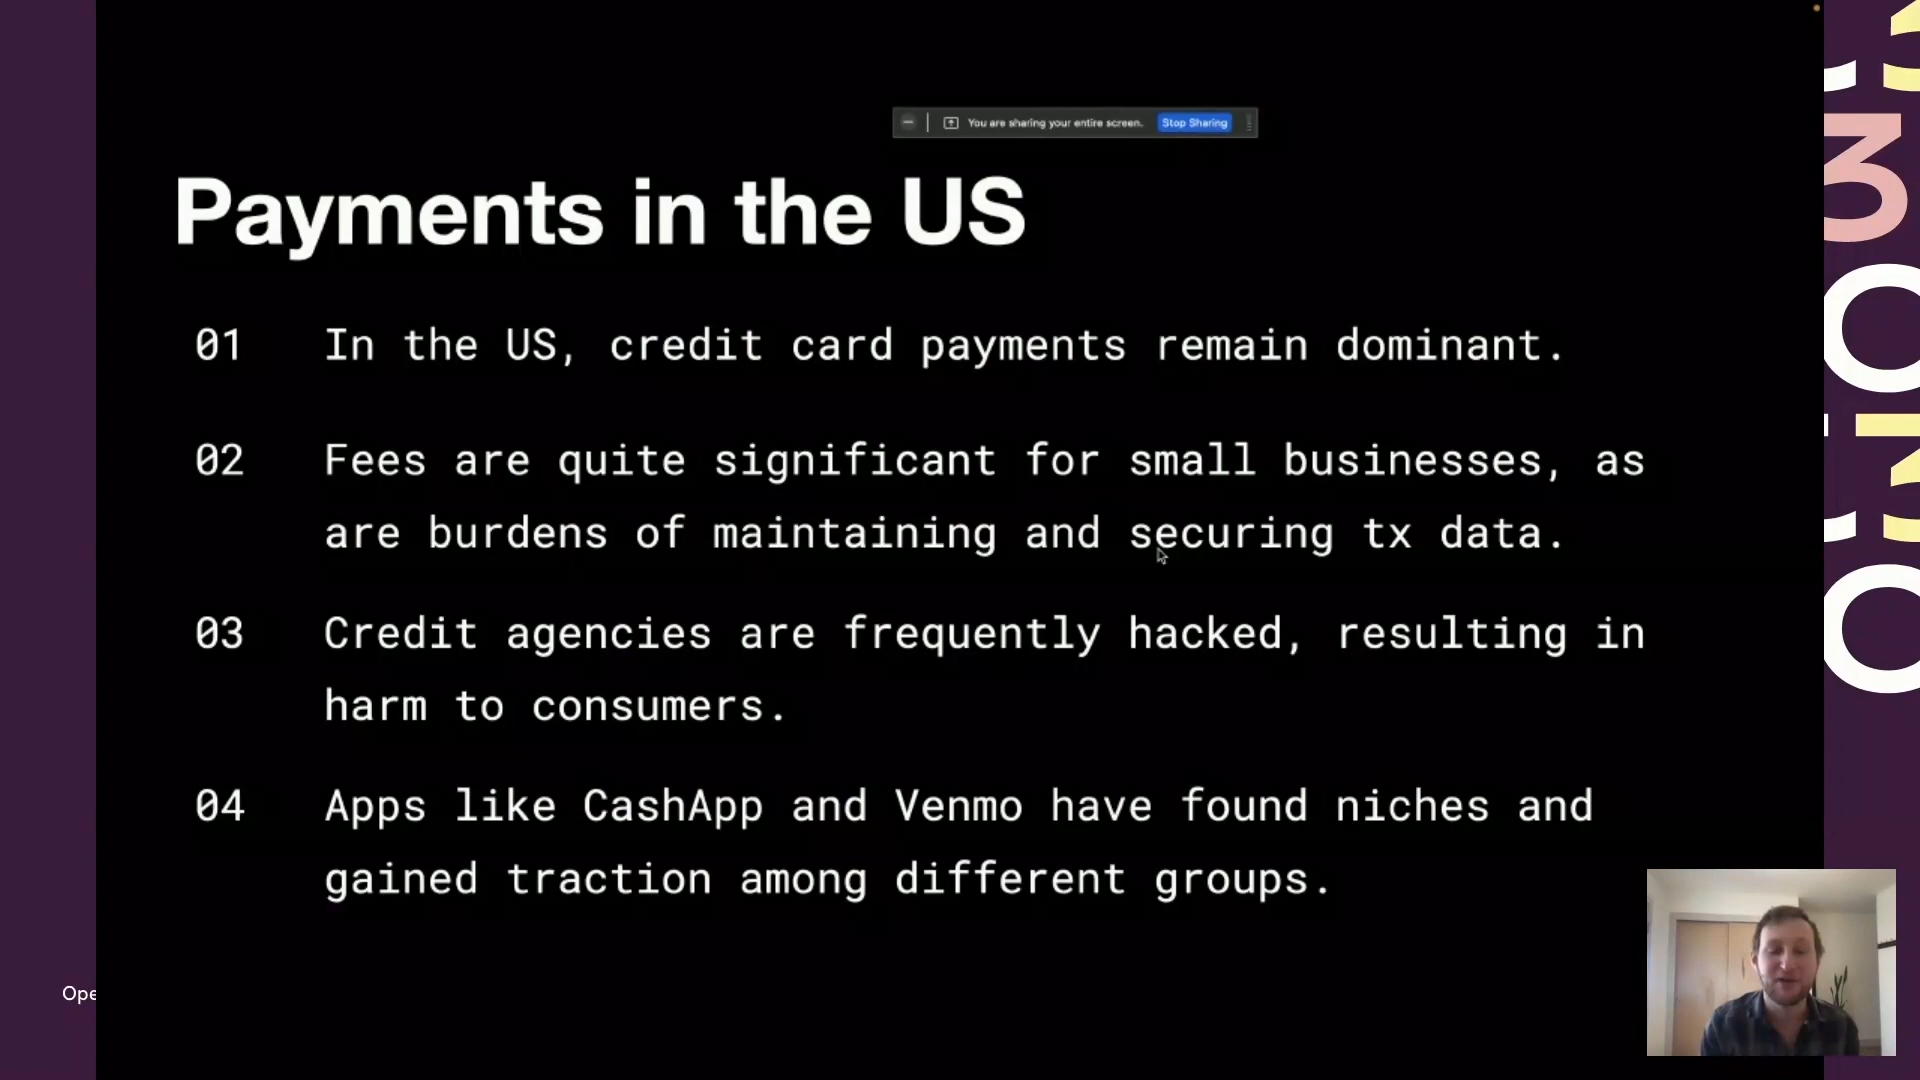 You are sharing your entire screen.
Stop Sharing
Payments in the US
01 In the US, credit card payments remain dominant.
02 Fees are quite significant for small businesses, as
are burdens of maintaining and securing tx data.
03 Credit agencies are frequently hacked, resulting in
harm to consumers.
04 Apps like CashApp and Venmo have found niches and
gained traction among different groups.
Ope